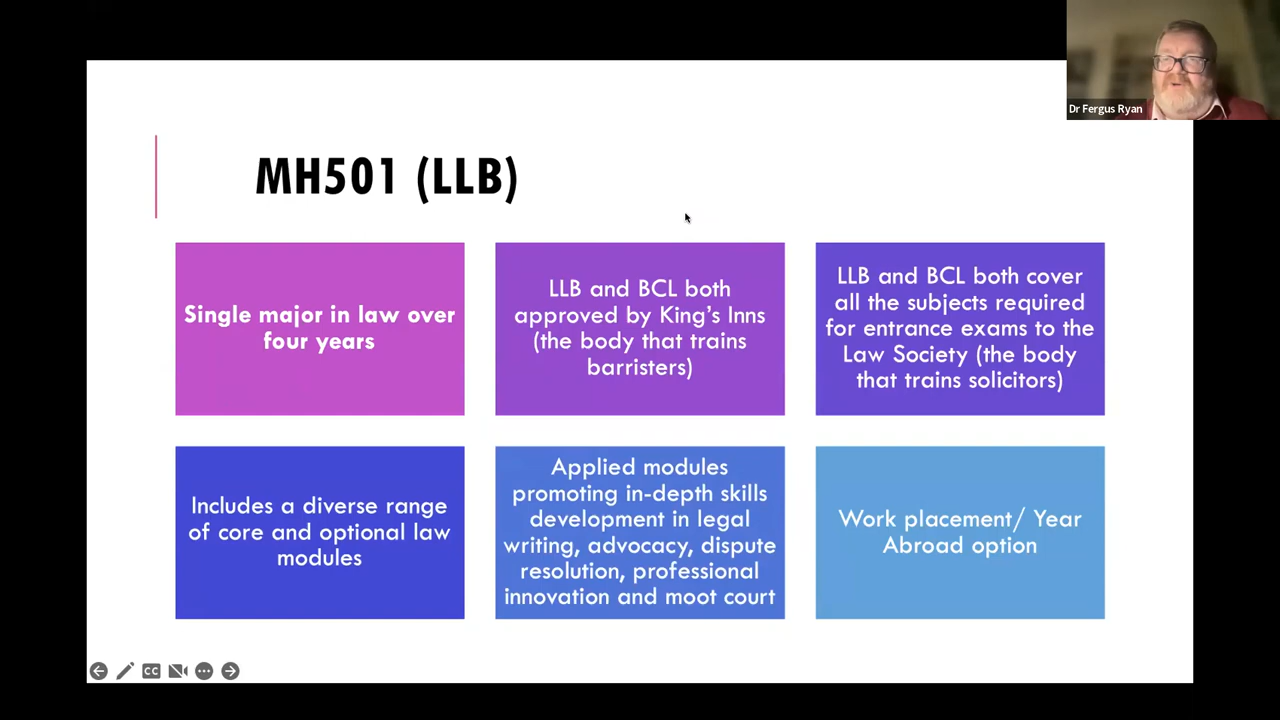 Dr Fergus Ryan
MH501 (LLB)
Single major in law over
four years
LLB and BCL both
approved by King's Inns
(the body that trains
barristers)
LLB and BCL both cover
all the subjects required
for entrance exams to the
Law Society (the body
that trains solicitors)
Includes a diverse range
of core and optional law
modules
Applied modules
promoting in-depth skills
development in legal
writing, advocacy, dispute
resolution, professional
innovation and moot court
Work placement/ Year
Abroad option
CC